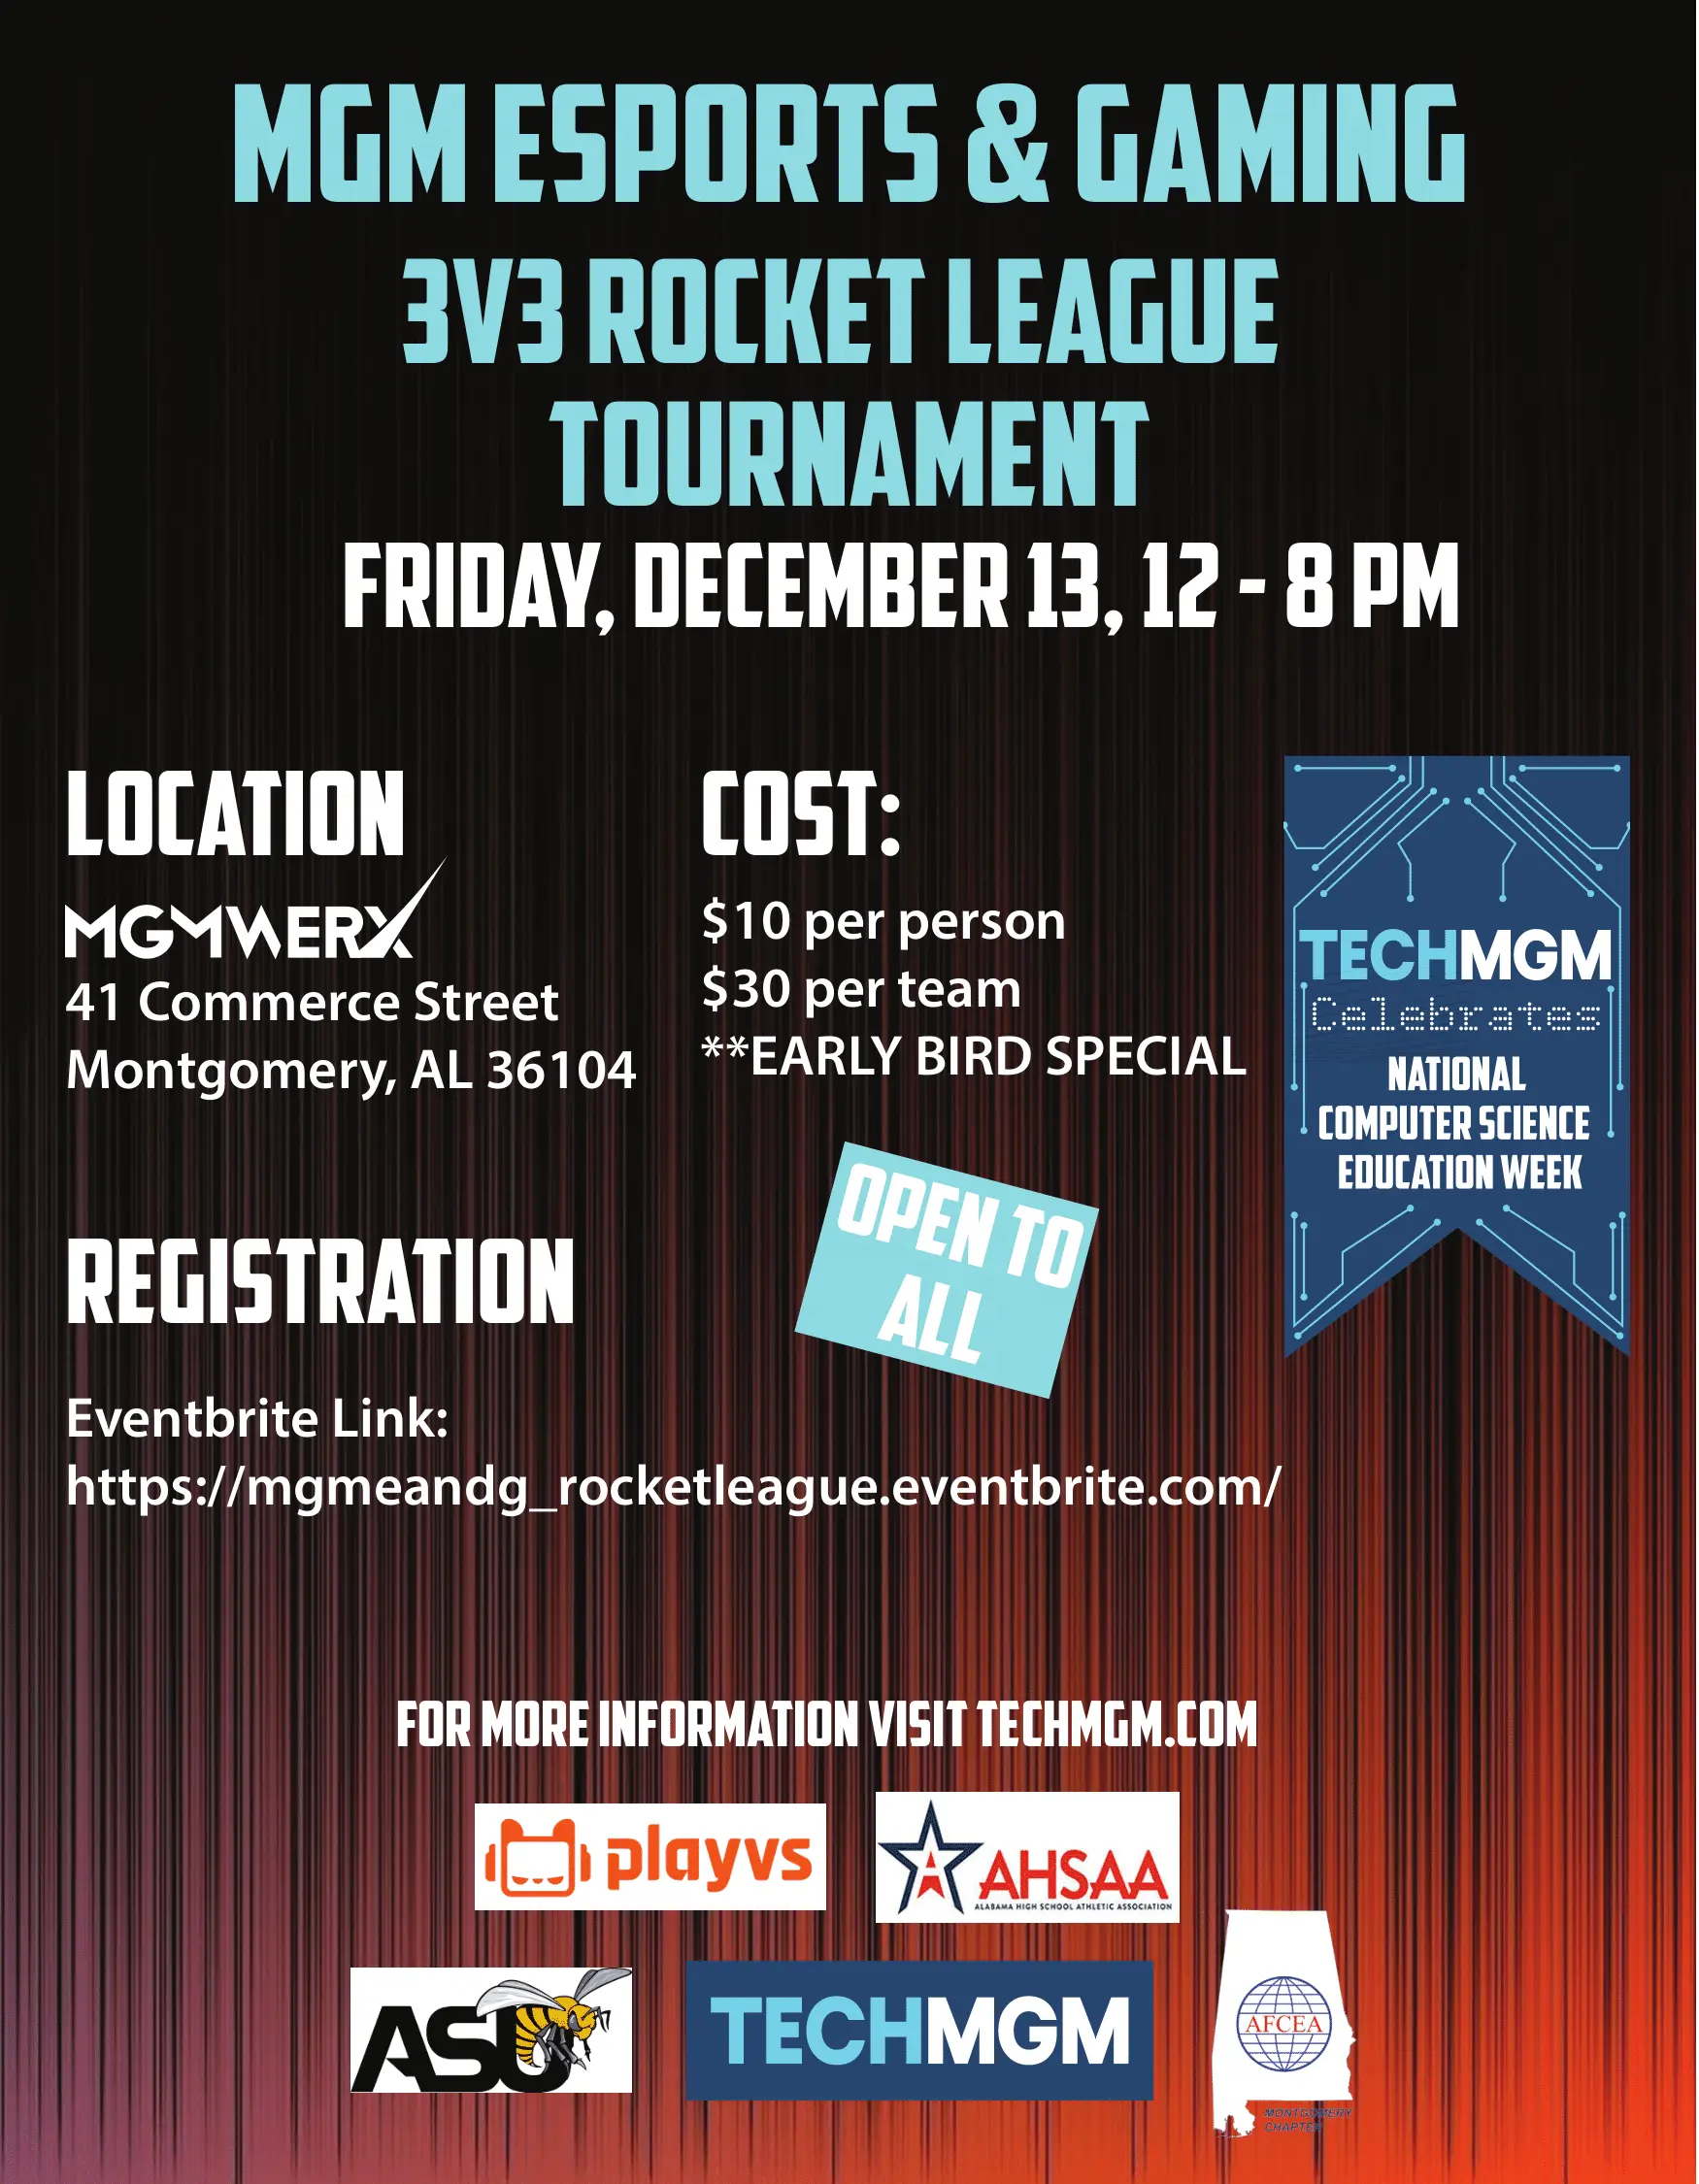 MGM ESPORTS & GAMING
3V3 ROCKET LEAGUE
TOURNAMENT
FRIDAY, DECEMBER 13, 12 - 8 PM
LOCATION
MGMWERX
41 Commerce Street
Montgomery, AL 36104
COST:
$10 per person
$30 per team
**EARLY BIRD SPECIAL
TECHMGM
Celebrates
NATIONAL
COMPUTER SCIENCE
EDUCATION WEEK
OPEN TO
ALL
REGISTRATION
Eventbrite Link:
https://mgmeandg_rocketleague.eventbrite.com/
FOR MORE INFORMATION VISIT TECHMGM.COM
playvs
AHSAA
ALABAMA HIGH SCHOOL ATHLETIC ASSOCIATION
ASU
TECHMGM
AFCEA
MONTGOMERY
CHAPTER